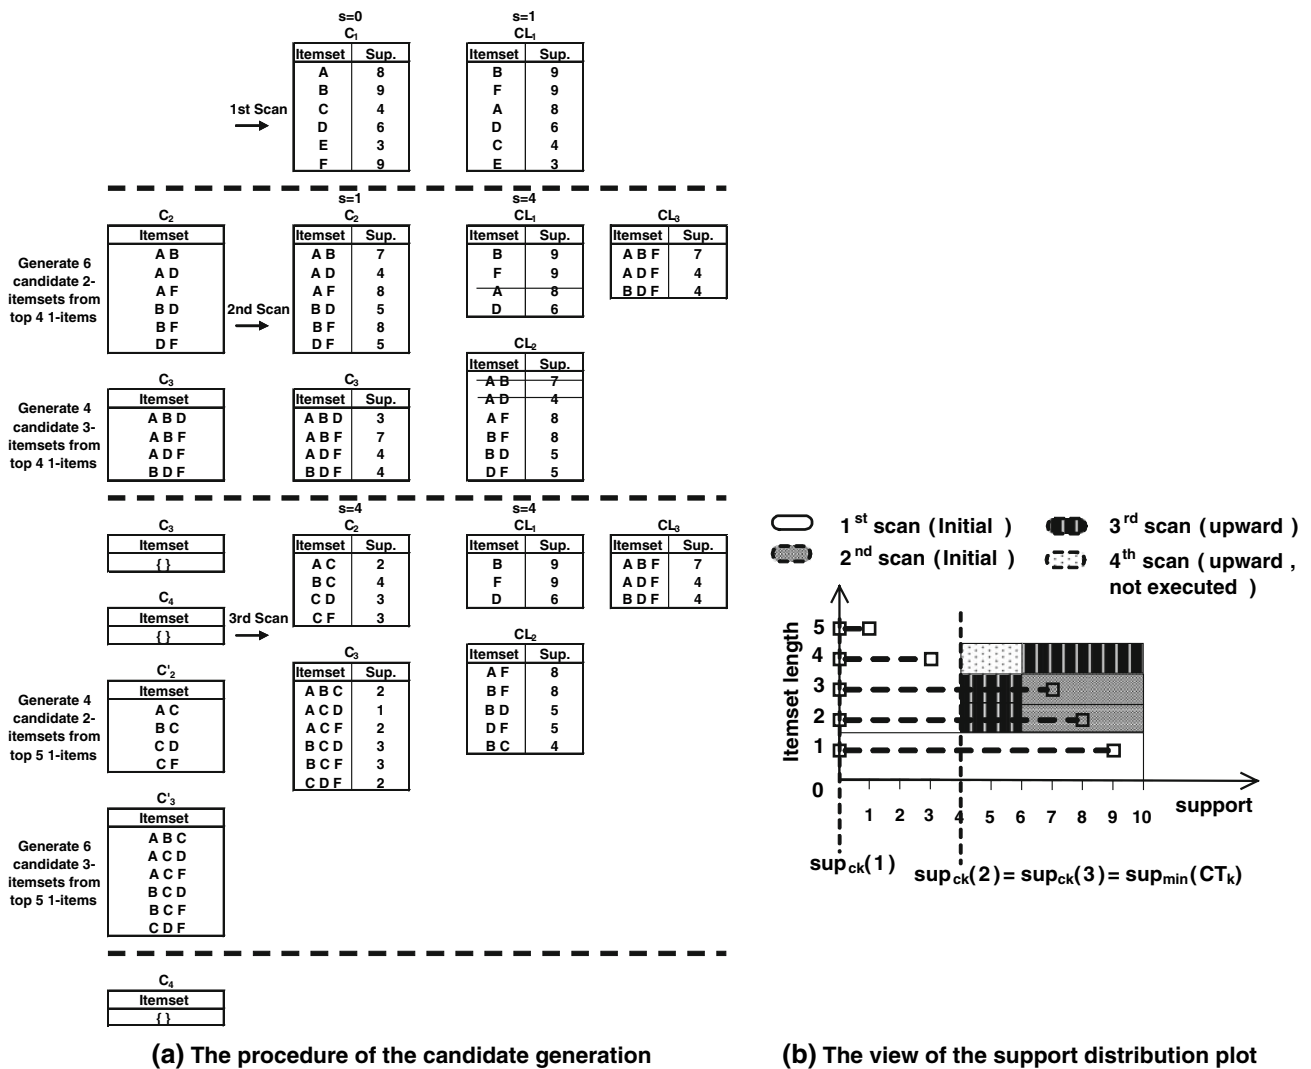 s=0
C1
Itemset Sup.
A 8
B 9
C 4
D 6
E 3
F 9
s=1
CL1
Itemset Sup.
B 9
F 9
A 8
D 6
C 4
E 3
1st Scan
Generate 6
candidate 2-
itemsets from
top 4 1-items
C2
Itemset
A B
A D
A F
B D
B F
D F
2nd Scan
s=1
C2
Itemset Sup.
A B 7
A D 4
A F 8
B D 5
B F 8
D F 5
s=4
CL1
Itemset Sup.
B 9
F 9
A 8
D 6
CL3
Itemset Sup.
A B F 7
A D F 4
B D F 4
Generate 4
candidate 3-
itemsets from
top 4 1-items
C3
Itemset
A B D
A B F
A D F
B D F
C3
Itemset Sup.
A B D 3
A B F 7
A D F 4
B D F 4
CL2
Itemset Sup.
A B 7
A D 4
A F 8
B F 8
B D 5
D F 5
C3
Itemset
{ }
C4
Itemset
{ }
3rd Scan
s=4
C2
Itemset Sup.
A C 2
B C 4
C D 3
C F 3
s=4
CL1
Itemset Sup.
B 9
F 9
D 6
CL3
Itemset Sup.
A B F 7
A D F 4
B D F 4
Generate 4
candidate 2-
itemsets from
top 5 1-items
C'2
Itemset
A C
B C
C D
C F
C3
Itemset Sup.
A B C 2
A C D 1
A C F 2
B C D 3
B C F 3
C D F 2
CL2
Itemset Sup.
A F 8
B F 8
B D 5
D F 5
B C 4
Generate 6
candidate 3-
itemsets from
top 5 1-items
C'3
Itemset
A B C
A C D
A C F
B C D
B C F
C D F
C4
Itemset
{ }
(a) The procedure of the candidate generation
1st scan (Initial )
2nd scan (Initial )
3rd scan (upward )
4th scan (upward ,
not executed )
Itemset length
5
4
3
2
1
0
1 2 3 4 5 6 7 8 9 10
support
supck(1)
supck(2)= supck(3)= supmin(CTk)
(b) The view of the support distribution plot